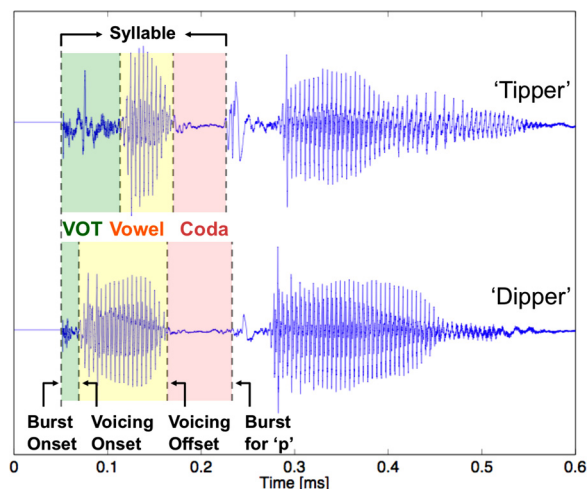 Syllable
'Tipper'
VOT Vowel Coda
'Dipper'
Burst Onset
Voicing Onset
Voicing Offset
Burst for 'p'
0 0.1 0.2 0.3 0.4 0.5 0.6
Time [ms]